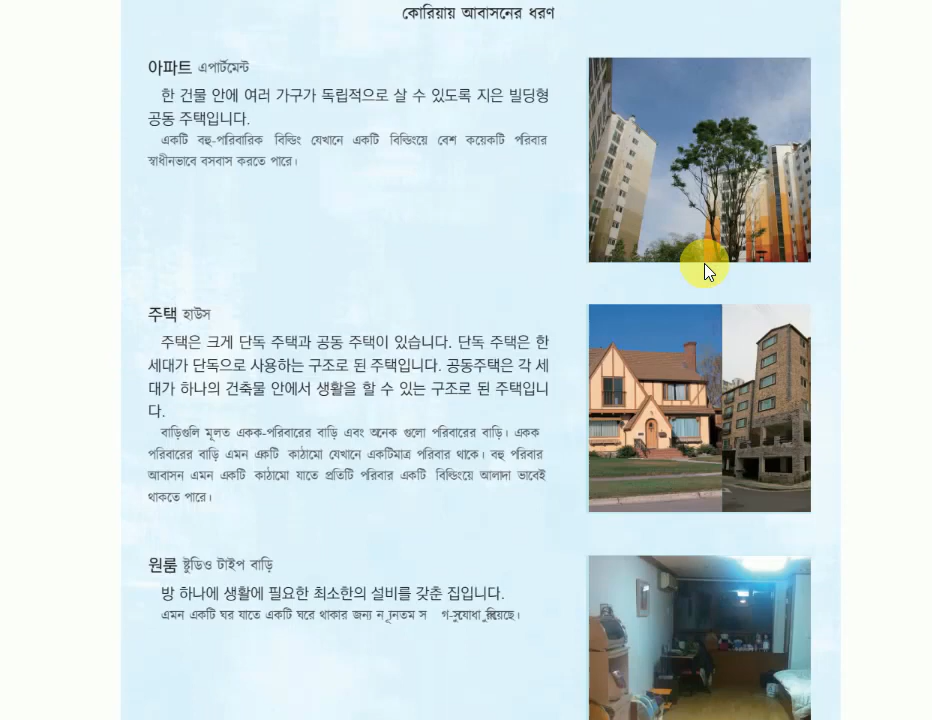 কোরিয়ায় আবাসনের ধরণ
아파트 এপার্টমেন্ট
한 건물 안에 여러 가구가 독립적으로 살 수 있도록 지은 빌딩형
공동 주택입니다.
একটি বহু-পরিবারিক বিল্ডিং যেখানে একটি বিল্ডিংয়ে বেশ কয়েকটি পরিবার
স্বাধীনভাবে বসবাস করতে পারে।
주택 হাউস
주택은 크게 단독 주택과 공동 주택이 있습니다. 단독 주택은 한
세대가 단독으로 사용하는 구조로 된 주택입니다. 공동주택은 각 세
대가 하나의 건축물 안에서 생활을 할 수 있는 구조로 된 주택입니
다.
বাড়িগুলি মূলত একক-পরিবারের বাড়ি এবং অনেক গুলো পরিবারের বাড়ি। একক
পরিবারের বাড়ি এমন একটি কাঠামো যেখানে একটিমাত্র পরিবার থাকে। বহু পরিবার
আবাসন এমন একটি কাঠামো যাতে প্রতিটি পরিবার একটি বিল্ডিংয়ে আলাদা ভাবেই
থাকতে পারে।
원룸 ষ্টুডিও টাইপ বাড়ি
방 하나에 생활에 필요한 최소한의 설비를 갖춘 집입니다.
এমন একটি ঘর যাতে একটি ঘরে থাকার জন্য